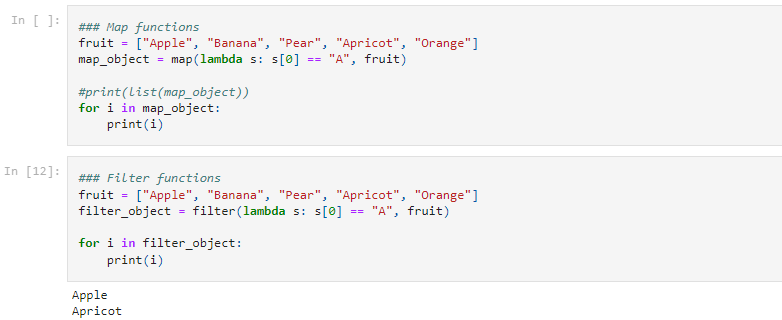 In [ ]:
### Map functions
fruit = ["Apple", "Banana", "Pear", "Apricot", "Orange"]
map_object = map(lambda s: s[0] == "A", fruit)
#print(list(map_object))
for i in map_object:
    print(i)
In [12]:
### Filter functions
fruit = ["Apple", "Banana", "Pear", "Apricot", "Orange"]
filter_object = filter(lambda s: s[0] == "A", fruit)
for i in filter_object:
    print(i)
Apple
Apricot